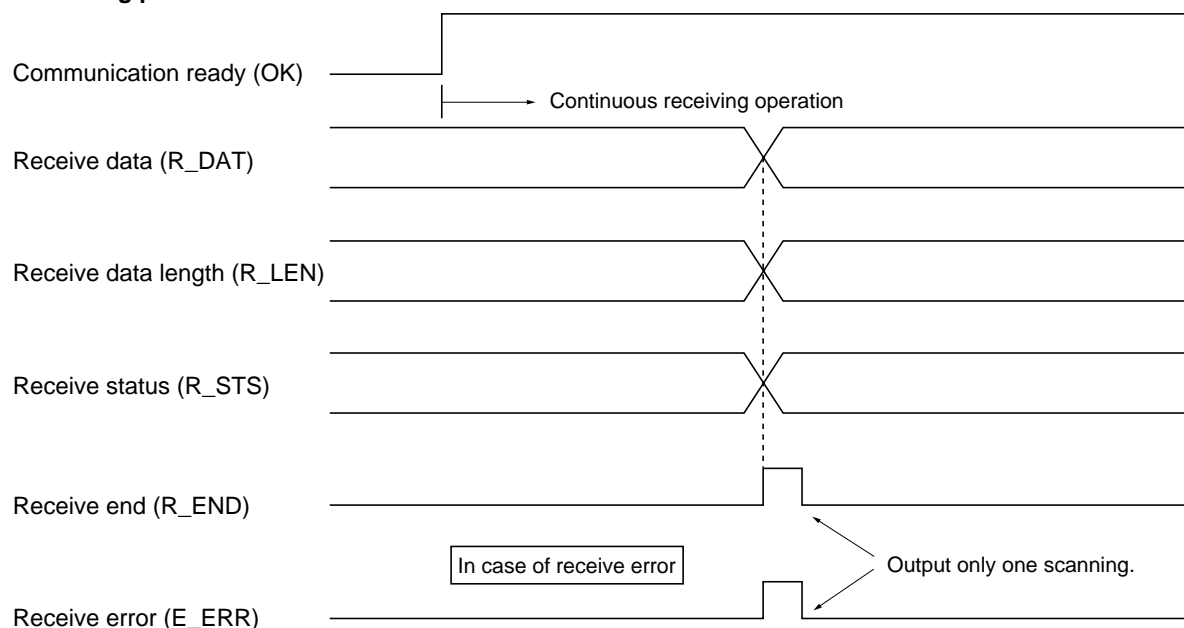 Communication ready (OK)
Continuous receiving operation
Receive data (R_DAT)
Receive data length (R_LEN)
Receive status (R_STS)
Receive end (R_END)
In case of receive error
Output only one scanning.
Receive error (E_ERR)